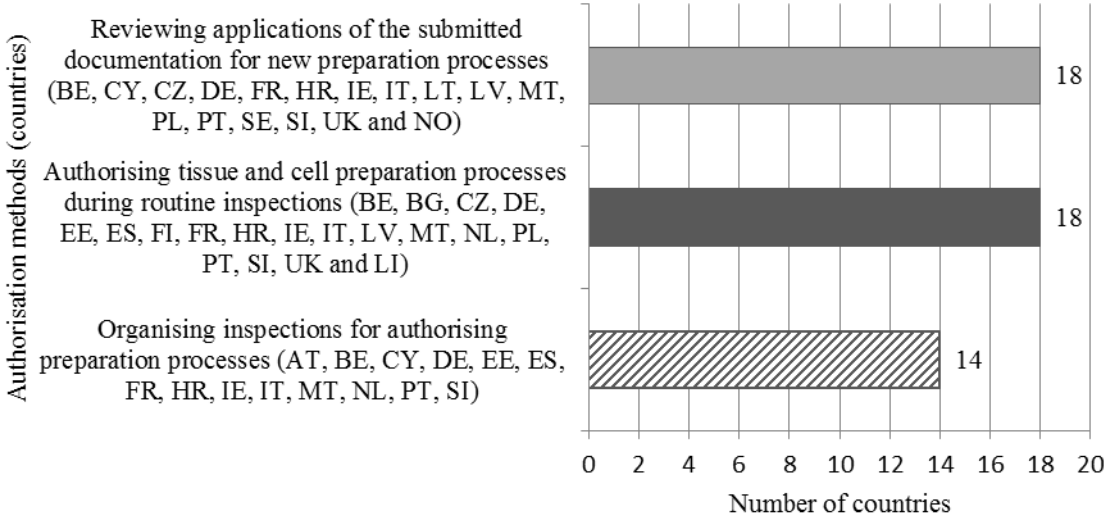 Authorisation methods (countries)
Reviewing applications of the submitted
documentation for new preparation processes
(BE, CY, CZ, DE, FR, HR, IE, IT, LT, LV, MT,
PL, PT, SE, SI, UK and NO)
18
Authorising tissue and cell preparation processes
during routine inspections (BE, BG, CZ, DE,
EE, ES, FI, FR, HR, IE, IT, LV, MT, NL, PL,
PT, SI, UK and LI)
18
Organising inspections for authorising
preparation processes (AT, BE, CY, DE, EE, ES,
FR, HR, IE, IT, MT, NL, PT, SI)
14
0 2 4 6 8 10 12 14 16 18 20
Number of countries